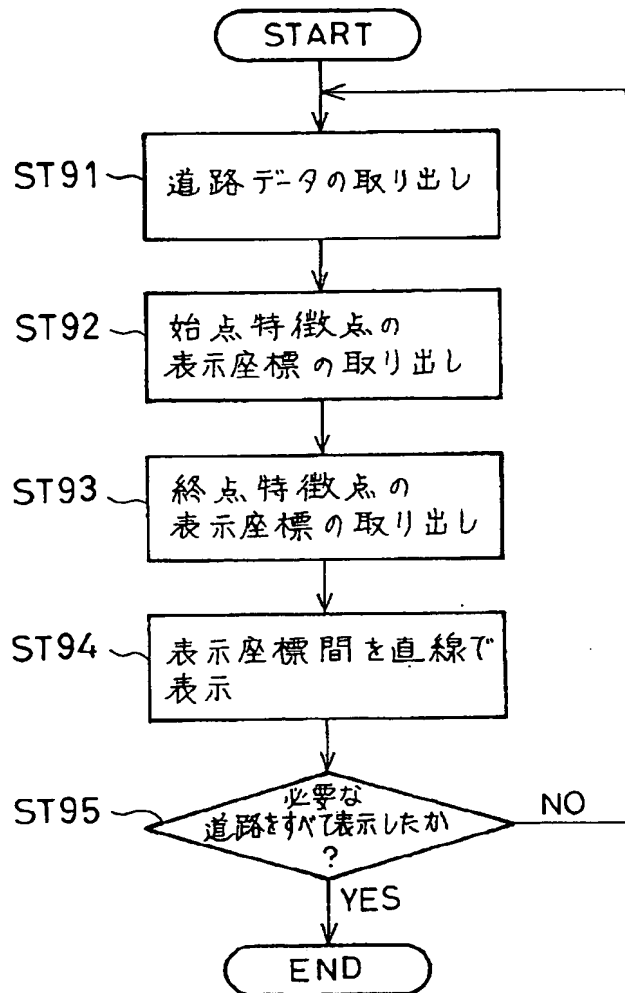 START
ST91
道路データの取り出し
ST92
始点特徴点の
表示座標の取り出し
ST93
終点特徴点の
表示座標の取り出し
ST94
表示座標間を直線で
表示
ST95
必要な
道路をすべて表示したか
?
NO
YES
END